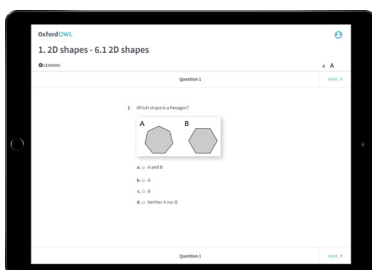 OxfordOWL
1. 2D shapes - 6.1 2D shapes
LESSONS
A A
Question 1
Next >
1. Which shape is a hexagon?
A B
a. A and B
b. A
c. B
d. Neither A nor B
Question 1
Next >